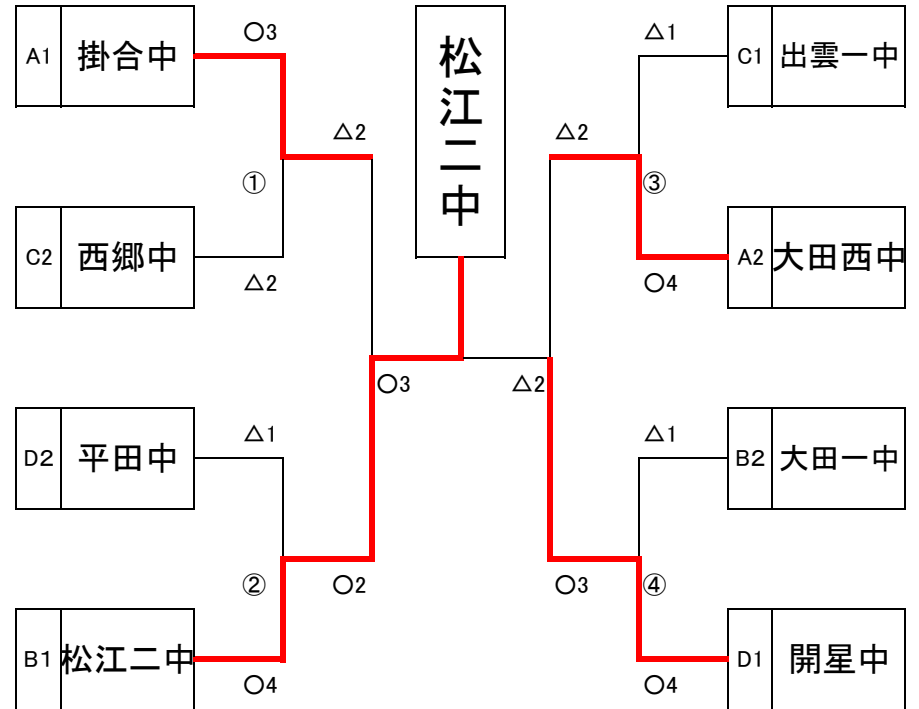 ○3
A1 掛合中
松江二中
△1
C1 出雲一中
△2
△2
①
③
C2 西郷中
A2 大田西中
△2
○4
○3
△2
△1
△1
D2 平田中
B2 大田一中
②
○2
○3
④
B1 松江二中
D1 開星中
○4
○4